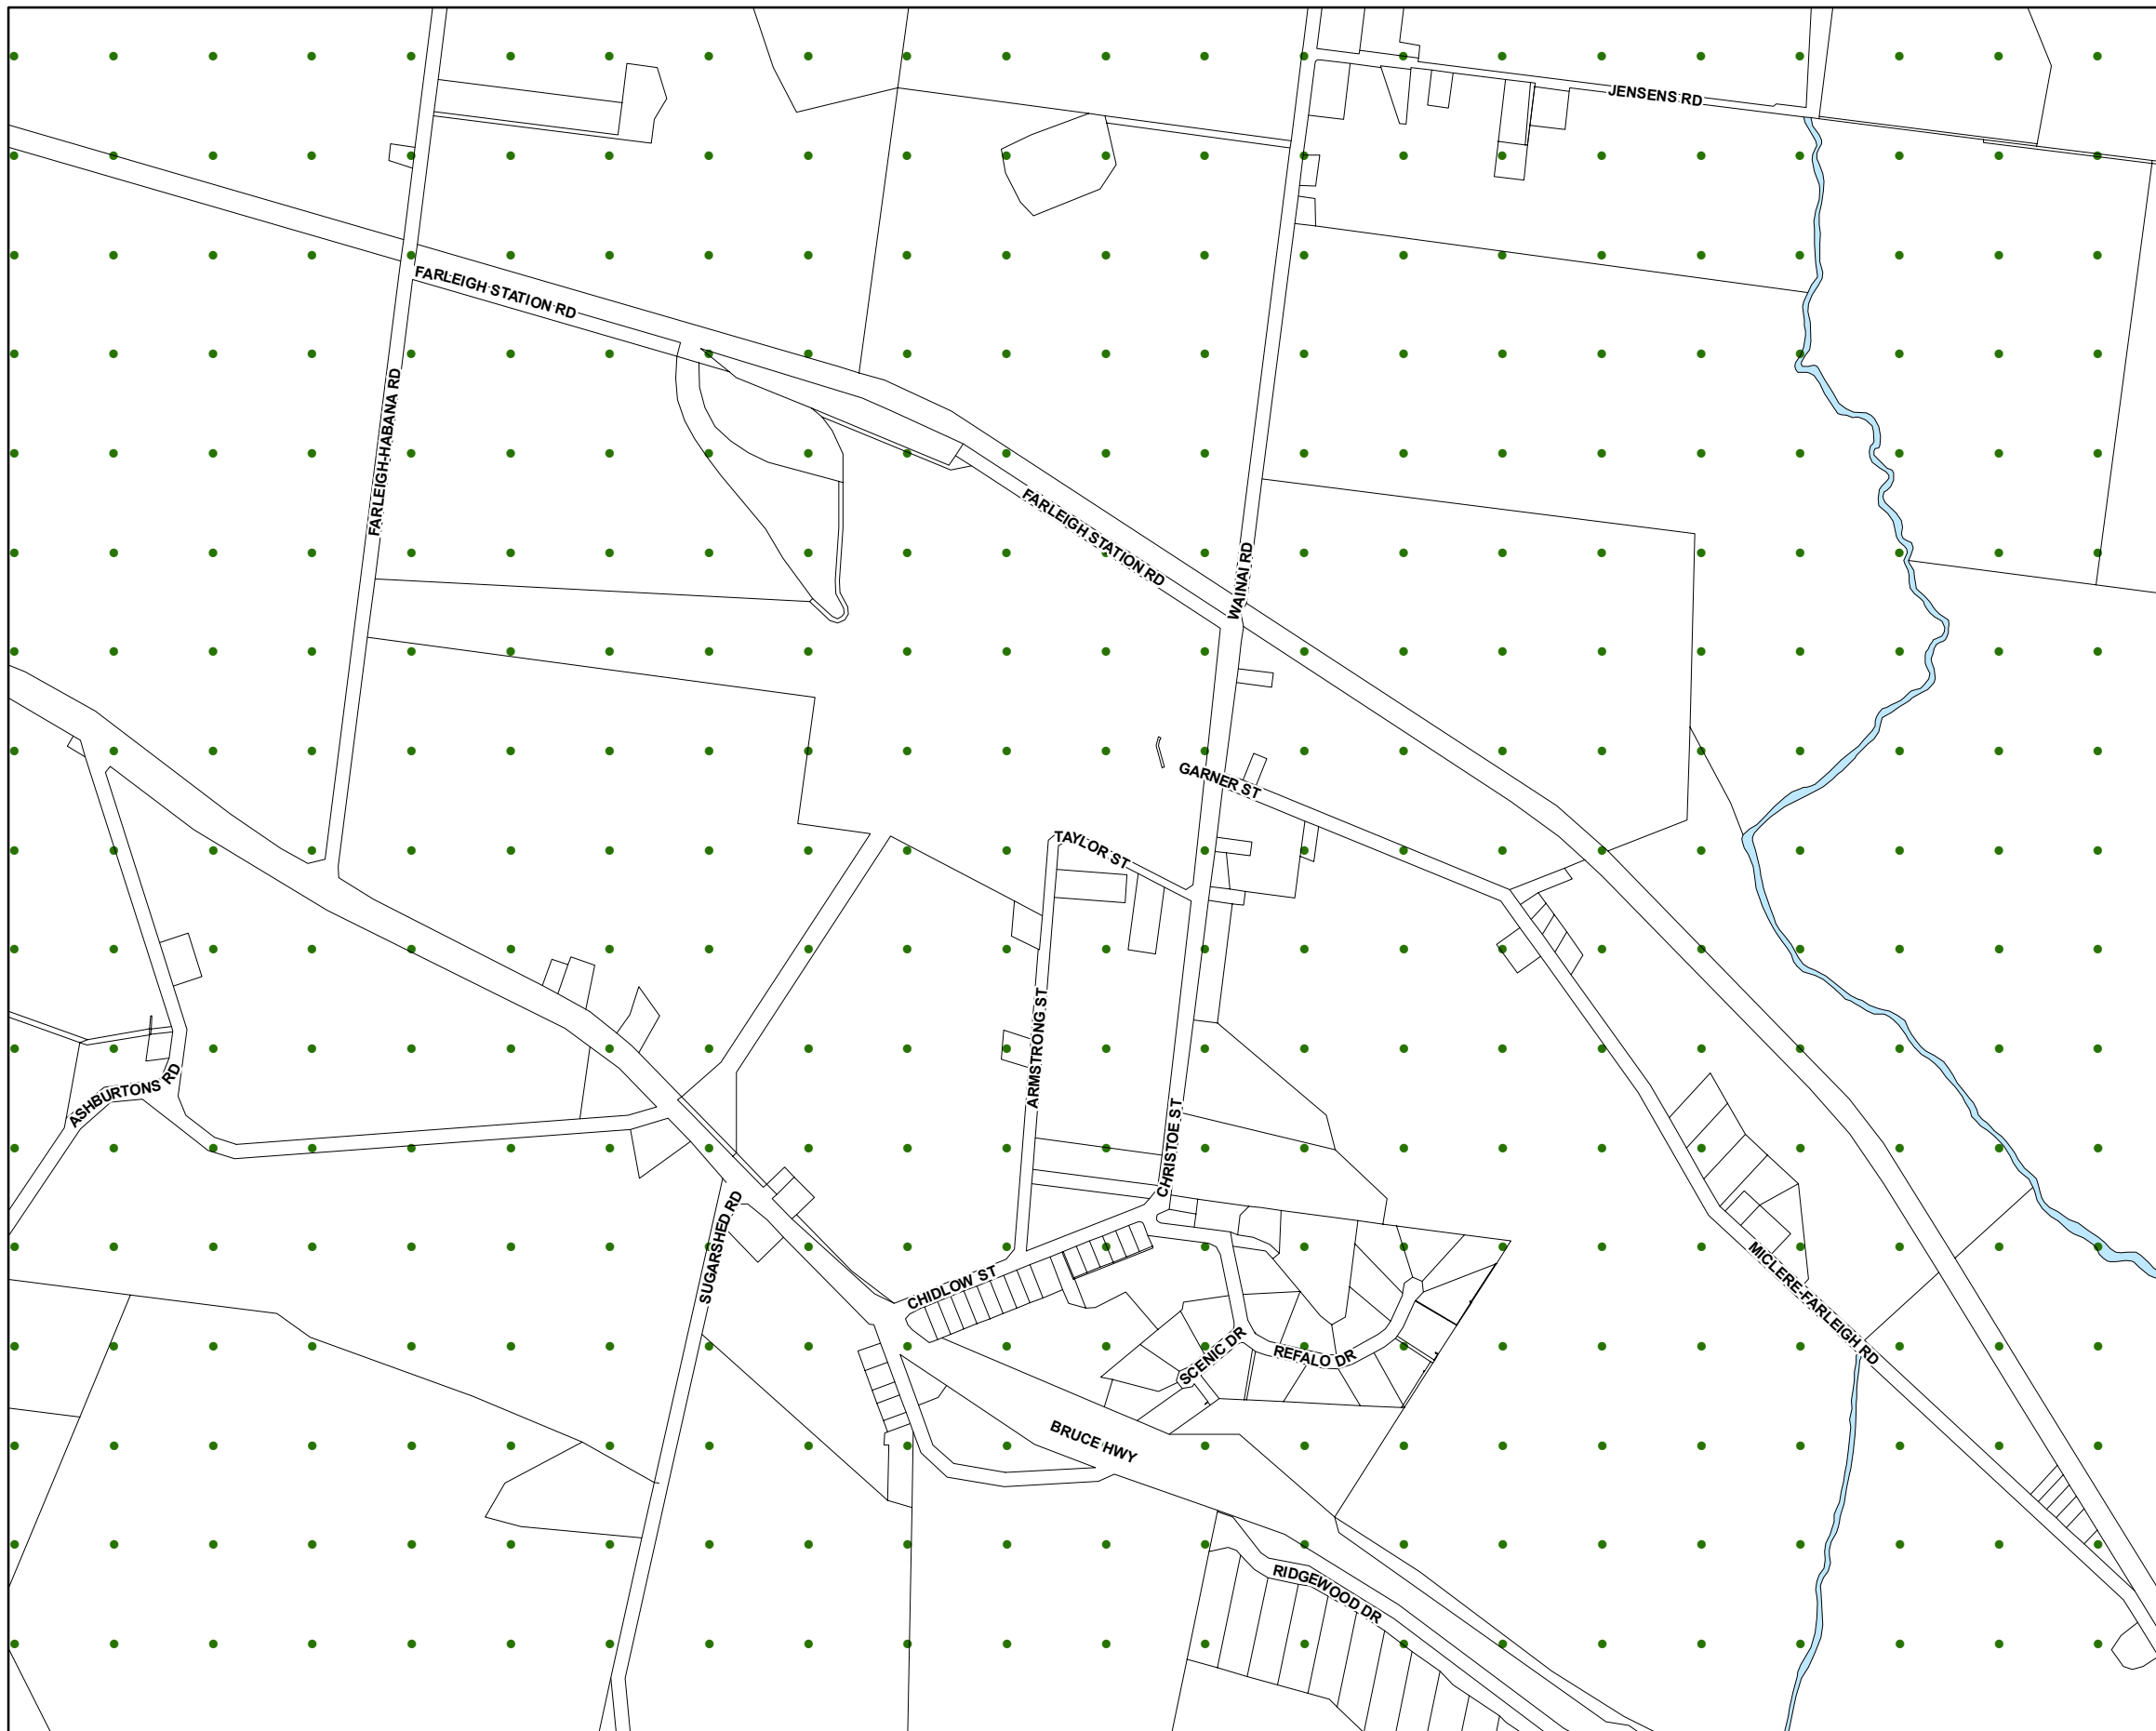 JENSENS RD
FARLEIGH STATION RD
FARLEIGH-HABANA RD
FARLEIGH STATION RD
WAINAI RD
GARNER ST
TAYLOR ST
ARMSTRONG ST
ASHBURTONS RD
CHRISTOE ST
SUGARSHED RD
CHIDLOW ST
MICLERE-FARLEIGH RD
SCENIC DR
REFALO DR
BRUCE HWY
RIDGEWOOD DR